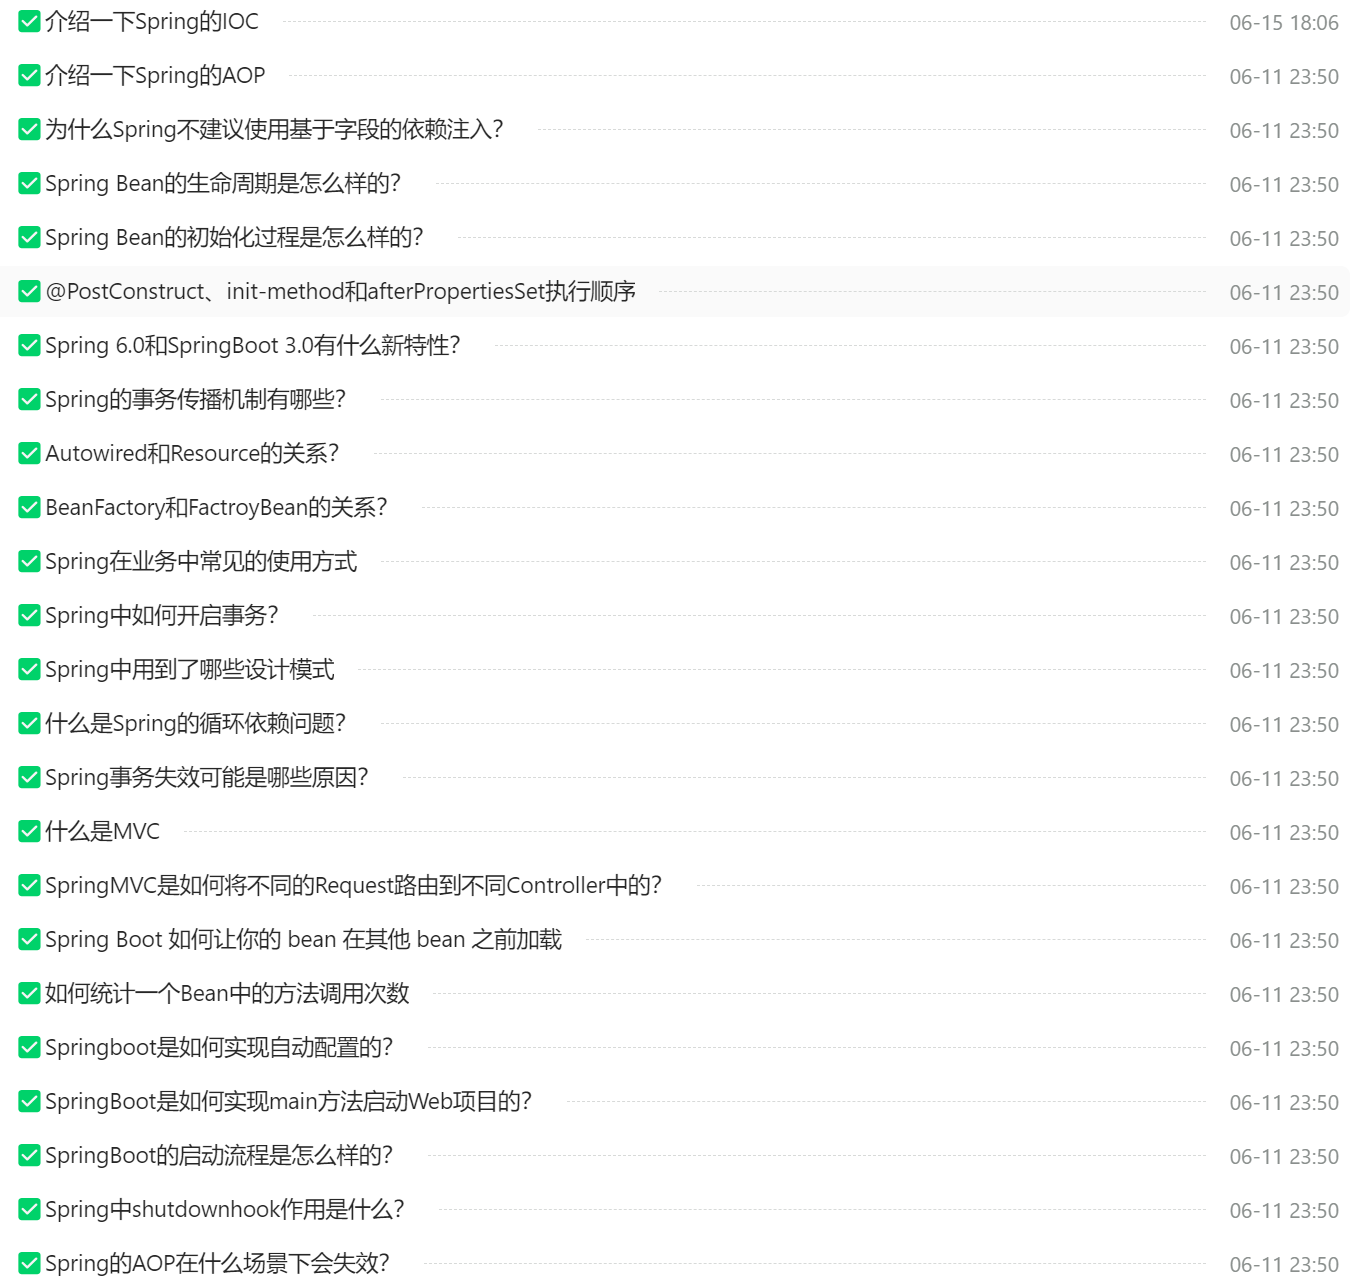 介绍一下Spring的IOC 06-15 18:06
介绍一下Spring的AOP 06-11 23:50
为什么Spring不建议使用基于字段的依赖注入？ 06-11 23:50
Spring Bean的生命周期是怎么样的？ 06-11 23:50
Spring Bean的初始化过程是怎么样的？ 06-11 23:50
@PostConstruct、init-method和afterPropertiesSet执行顺序 06-11 23:50
Spring 6.0和SpringBoot 3.0有什么新特性？ 06-11 23:50
Spring的事务传播机制有哪些？ 06-11 23:50
Autowired和Resource的关系？ 06-11 23:50
BeanFactory和FactroyBean的关系？ 06-11 23:50
Spring在业务中常见的使用方式 06-11 23:50
Spring中如何开启事务？ 06-11 23:50
Spring中用到了哪些设计模式 06-11 23:50
什么是Spring的循环依赖问题？ 06-11 23:50
Spring事务失效可能是哪些原因？ 06-11 23:50
什么是MVC 06-11 23:50
SpringMVC是如何将不同的Request路由到不同Controller中的？ 06-11 23:50
Spring Boot 如何让你的 bean 在其他 bean 之前加载 06-11 23:50
如何统计一个Bean中的方法调用次数 06-11 23:50
Springboot是如何实现自动配置的？ 06-11 23:50
SpringBoot是如何实现main方法启动Web项目的？ 06-11 23:50
SpringBoot的启动流程是怎么样的？ 06-11 23:50
Spring中shutdownhook作用是什么？ 06-11 23:50
Spring的AOP在什么场景下会失效？ 06-11 23:50